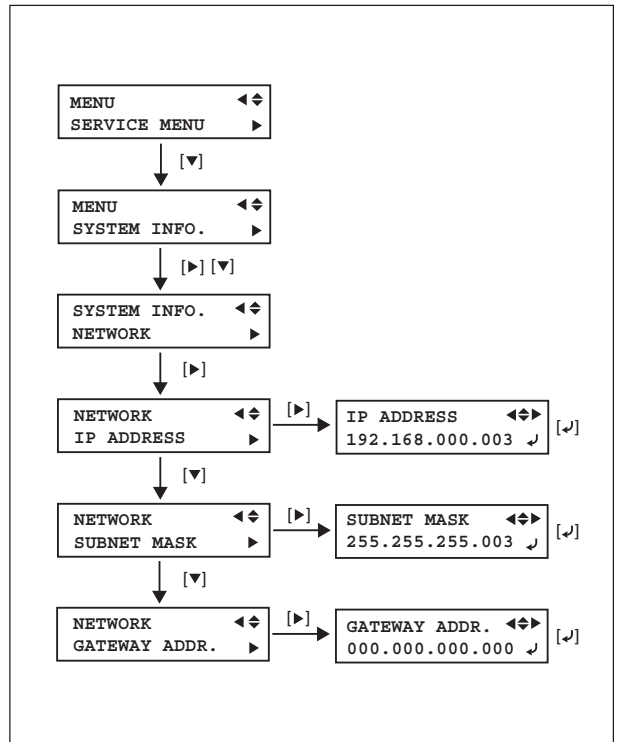 MENU ◀◆
SERVICE MENU ▶
[▼]
MENU ◀◆
SYSTEM INFO. ▶
[▶] [▼]
SYSTEM INFO. ◀◆
NETWORK ▶
[▶]
NETWORK ◀◆
IP ADDRESS ▶
[▶]
IP ADDRESS ◀◆▶
192.168.000.003 ↵
[↵]
[▼]
NETWORK ◀◆
SUBNET MASK ▶
[▶]
SUBNET MASK ◀◆▶
255.255.255.003 ↵
[↵]
[▼]
NETWORK ◀◆
GATEWAY ADDR. ▶
[▶]
GATEWAY ADDR. ◀◆▶
000.000.000.000 ↵
[↵]